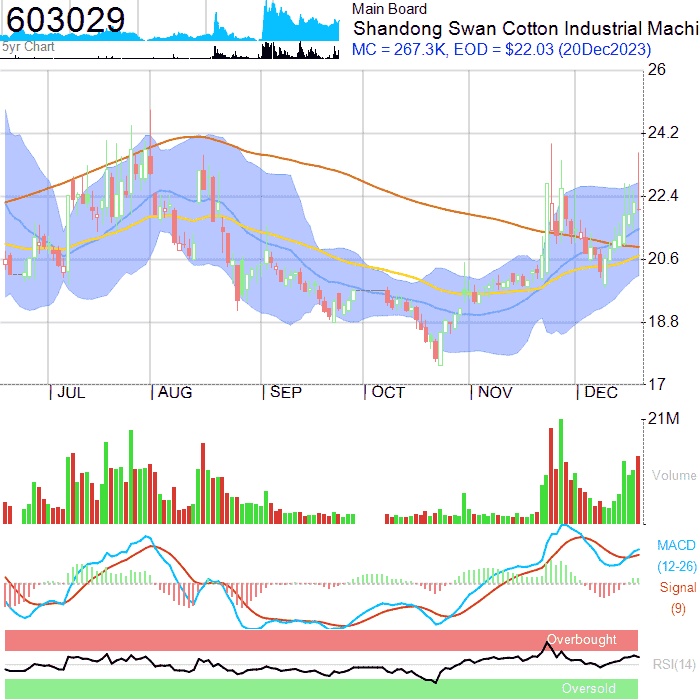 603029
5yr Chart
Main Board
Shandong Swan Cotton Industrial Machi
MC = 267.3K, EOD = $22.03 (20Dec2023)
26
24.2
22.4
20.6
18.8
17
JUL AUG SEP OCT NOV DEC
21M
Volume
MACD
(12-26)
Signal
(9)
Overbought
RSI(14)
Oversold